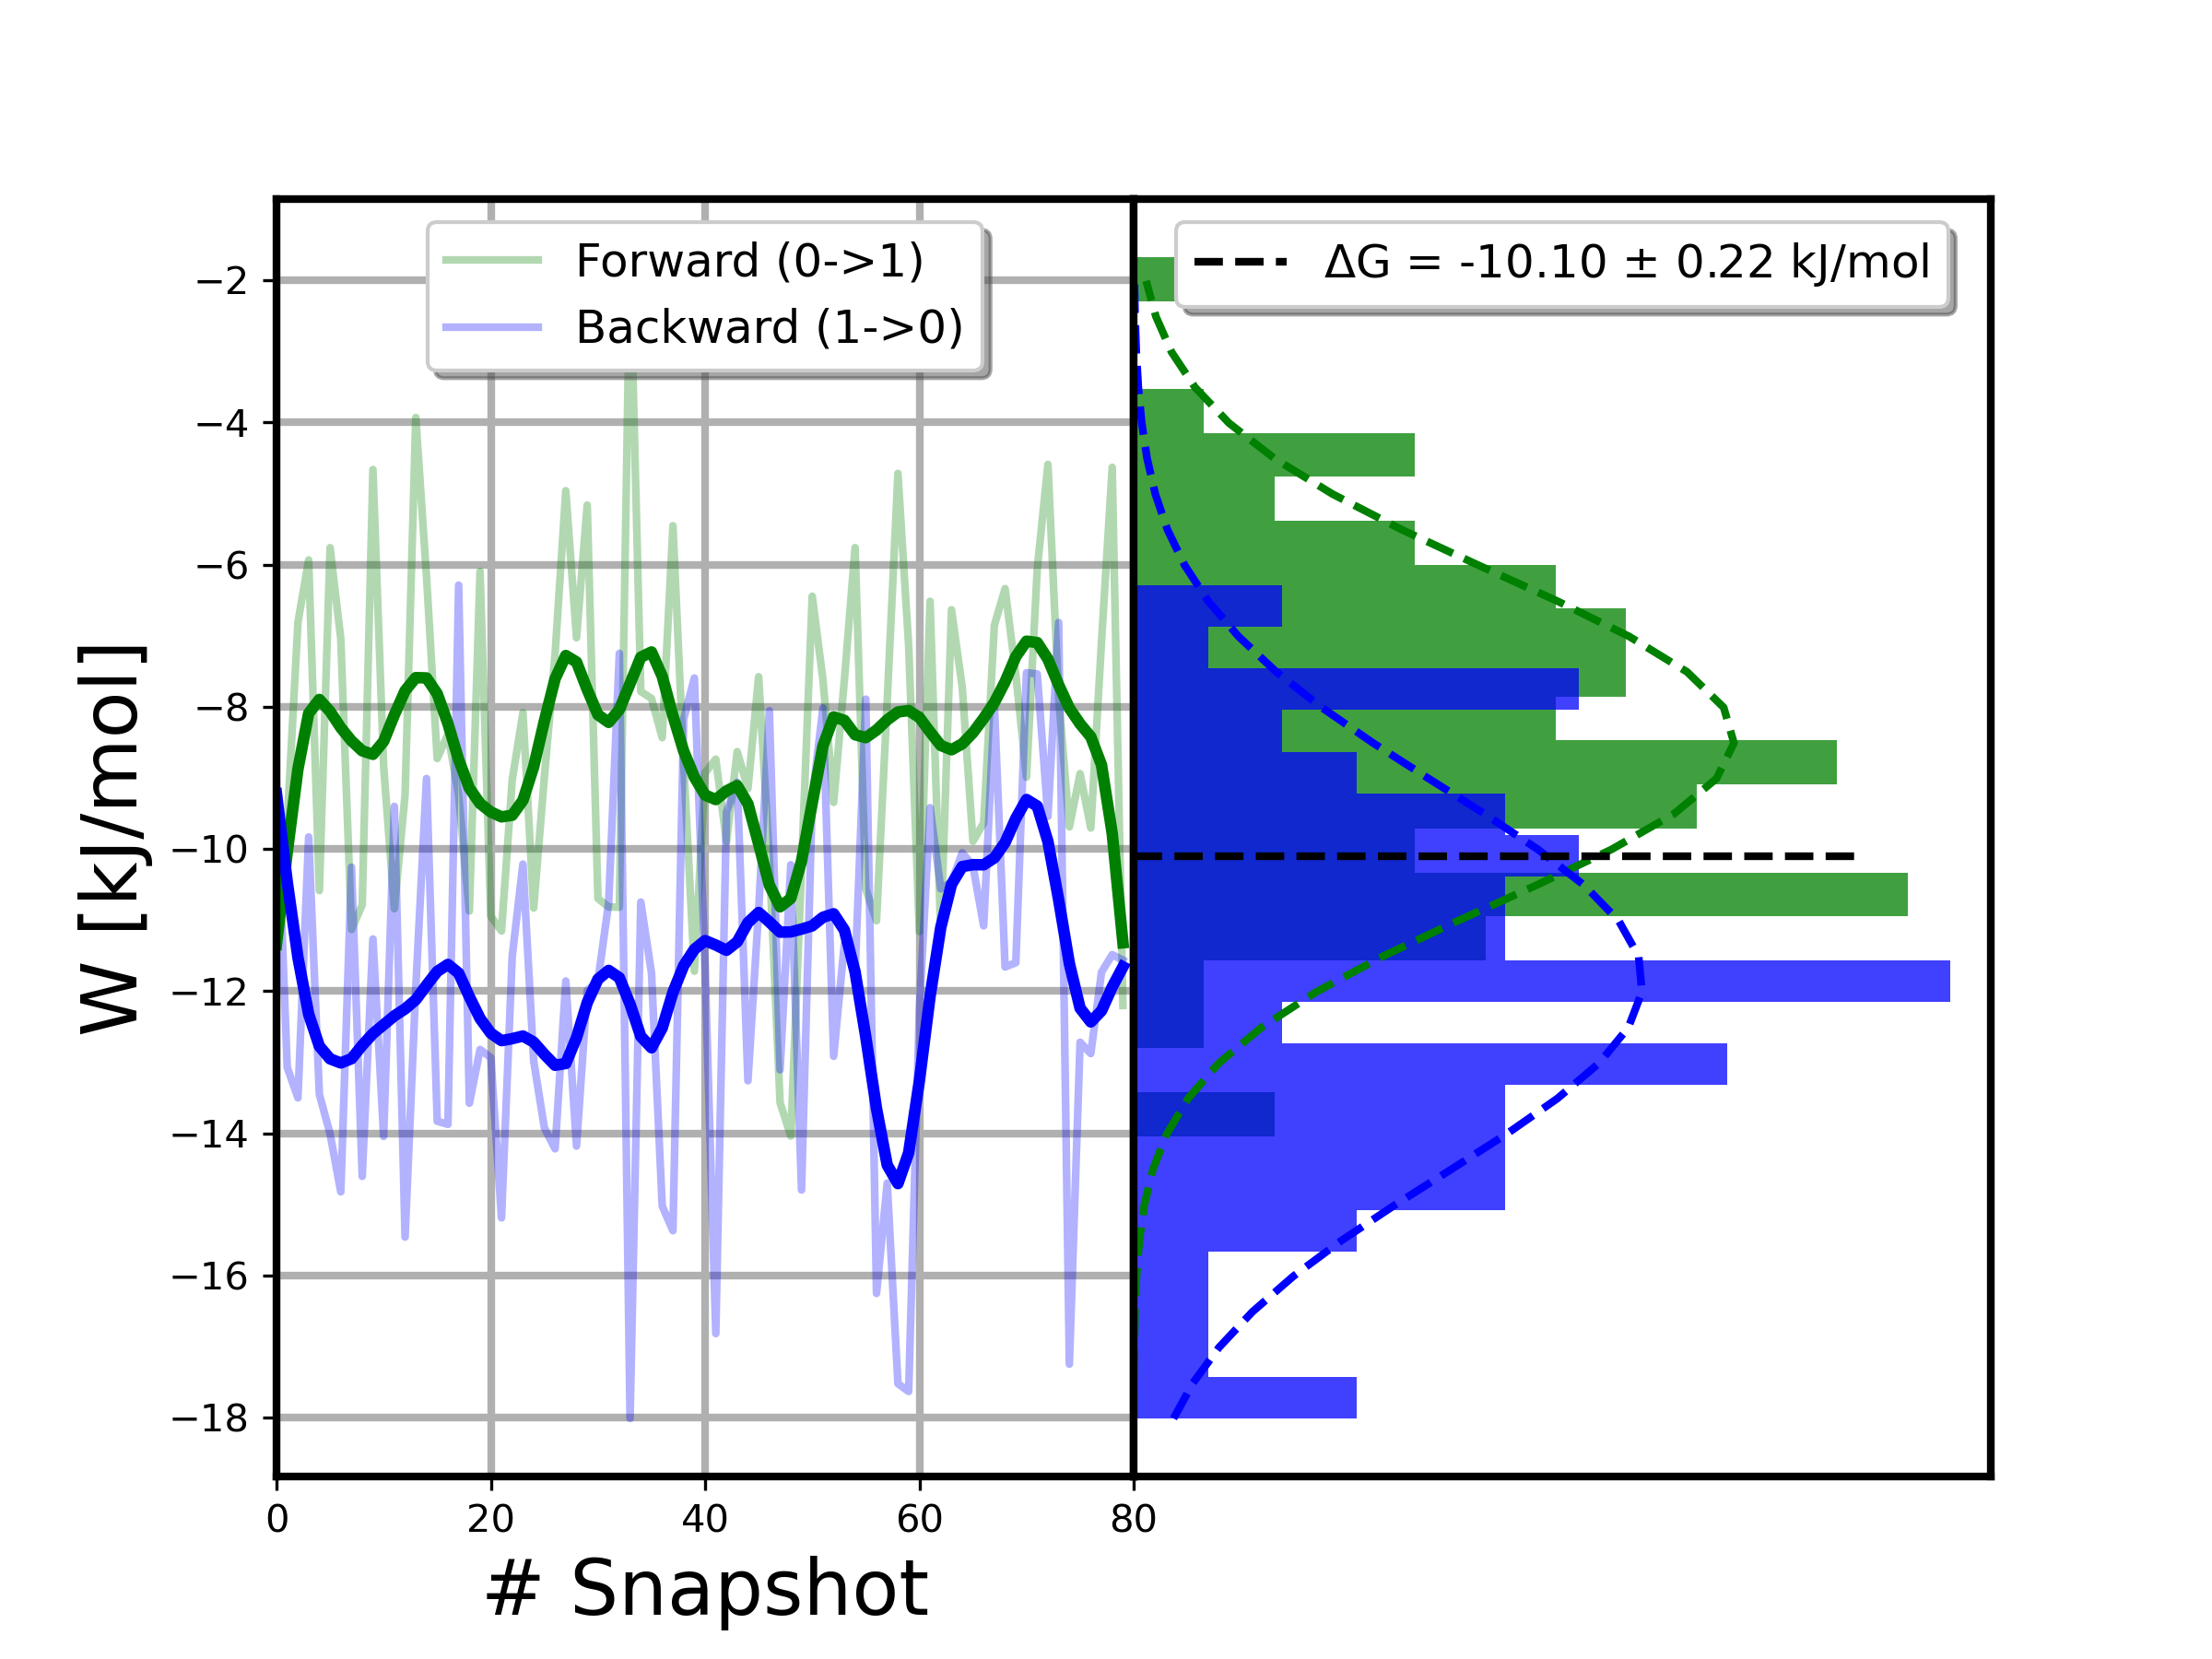 Forward (0->1)
Backward (1->0)
ΔG = -10.10 ± 0.22 kJ/mol
W [kJ/mol]
−2
−4
−6
−8
−10
−12
−14
−16
−18
0 20 40 60 80
# Snapshot